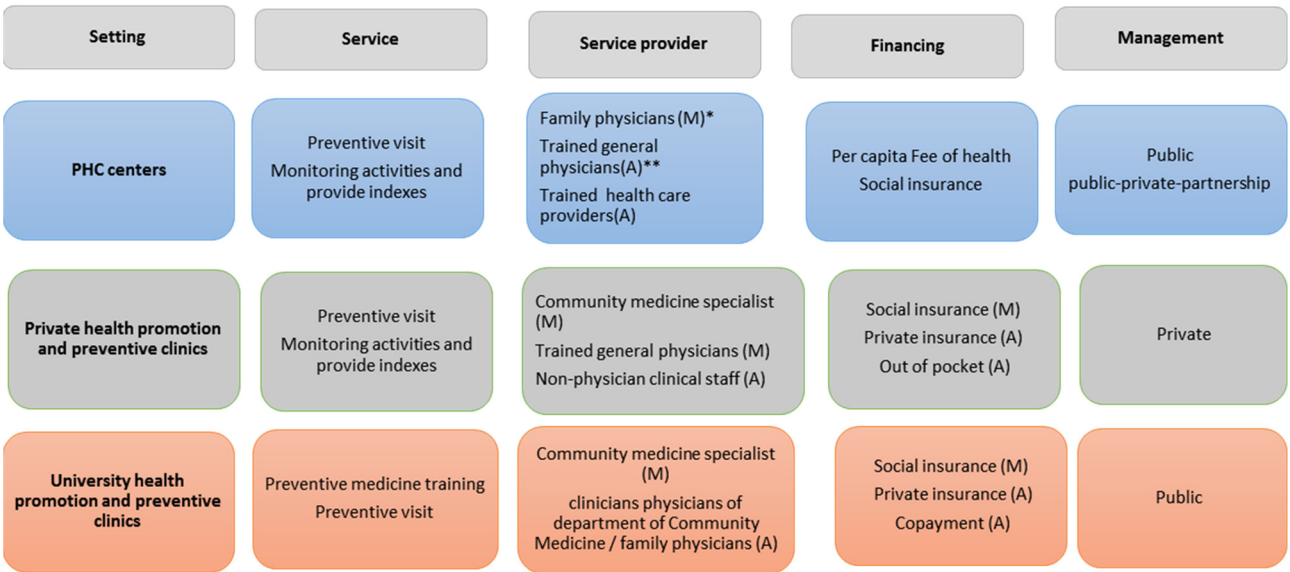 Setting
Service
Service provider
Financing
Management
PHC centers
Preventive visit
Monitoring activities and
provide indexes
Family physicians (M)*
Trained general
physicians(A)**
Trained  health care
providers(A)
Per capita Fee of health
Social insurance
Public
public-private-partnership
Private health promotion
and preventive clinics
Preventive visit
Monitoring activities and
provide indexes
Community medicine specialist
(M)
Trained general physicians (M)
Non-physician clinical staff (A)
Social insurance (M)
Private insurance (A)
Out of pocket (A)
Private
University health
promotion and preventive
clinics
Preventive medicine training
Preventive visit
Community medicine specialist
(M)
clinicians physicians of
department of Community
Medicine / family physicians (A)
Social insurance (M)
Private insurance (A)
Copayment (A)
Public